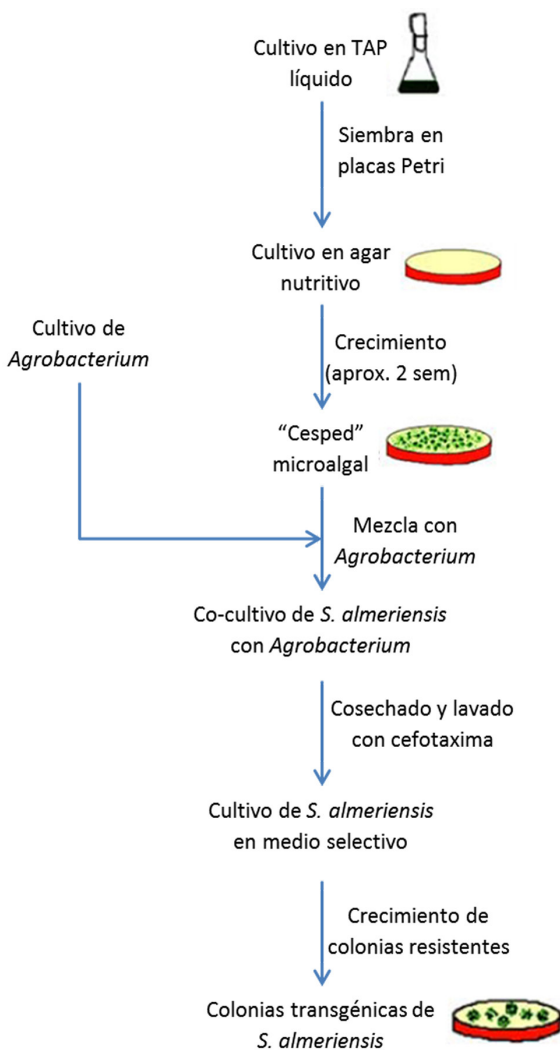 Cultivo en TAP
líquido
Siembra en
placas Petri
Cultivo en agar
nutritivo
Cultivo de
Agrobacterium
Crecimiento
(aprox. 2 sem)
“Cesped”
microalgal
Mezcla con
Agrobacterium
Co-cultivo de S. almeriensis
con Agrobacterium
Cosechado y lavado
con cefotaxima
Cultivo de S. almeriensis
en medio selectivo
Crecimiento de
colonias resistentes
Colonias transgénicas de
S. almeriensis